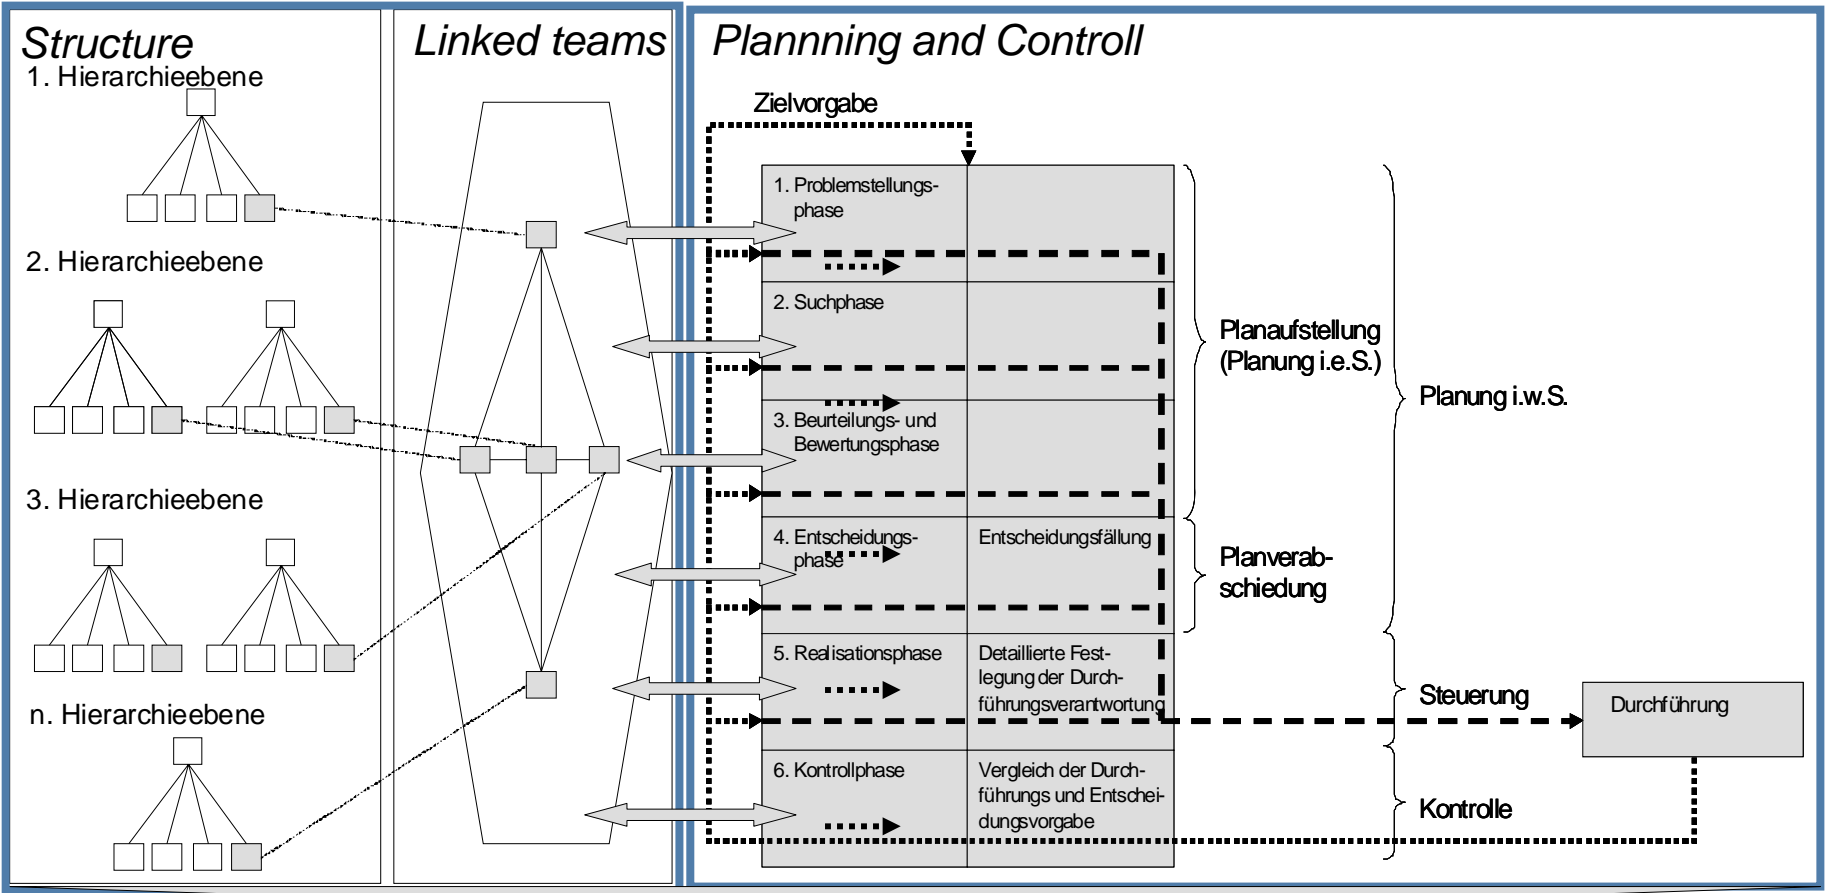 Structure
1. Hierarchieebene
2. Hierarchieebene
3. Hierarchieebene
n. Hierarchieebene
Linked teams
Plannning and Controll
Zielvorgabe
1. Problemstellungs-
phase
2. Suchphase
3. Beurteilungs- und
Bewertungsphase
4. Entscheidungs-
phase
Entscheidungsfällung
5. Realisationsphase
Detaillierte Fest-
legung der Durch-
führungsverantwortung
6. Kontrollphase
Vergleich der Durch-
führungs und Entschei-
dungsvorgabe
Planaufstellung
(Planung i.e.S.)
Planverab-
schiedung
Planung i.w.S.
Steuerung
Kontrolle
Durchführung